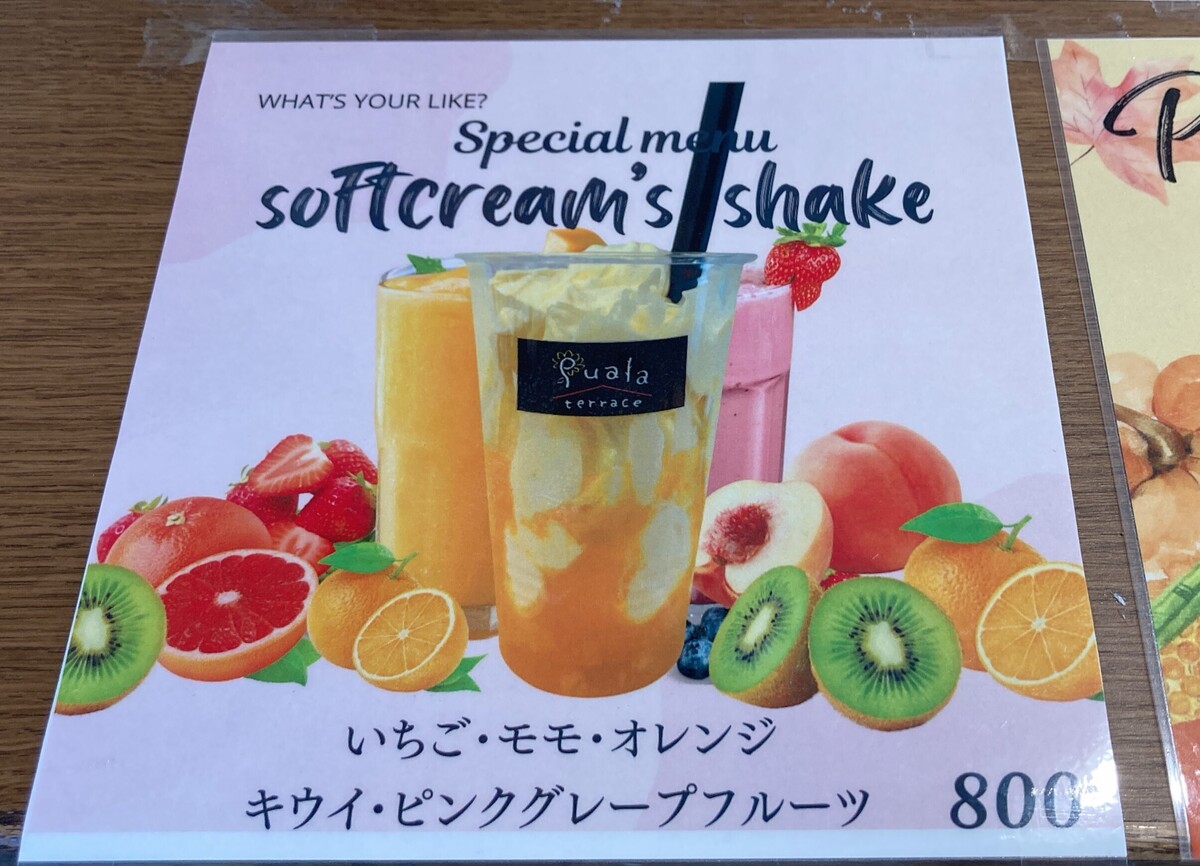 WHAT'S YOUR LIKE?
Special menu
softcream's shake
Puala
terrace
いちご・モモ・オレンジ
キウイ・ピンクグレープフルーツ
800